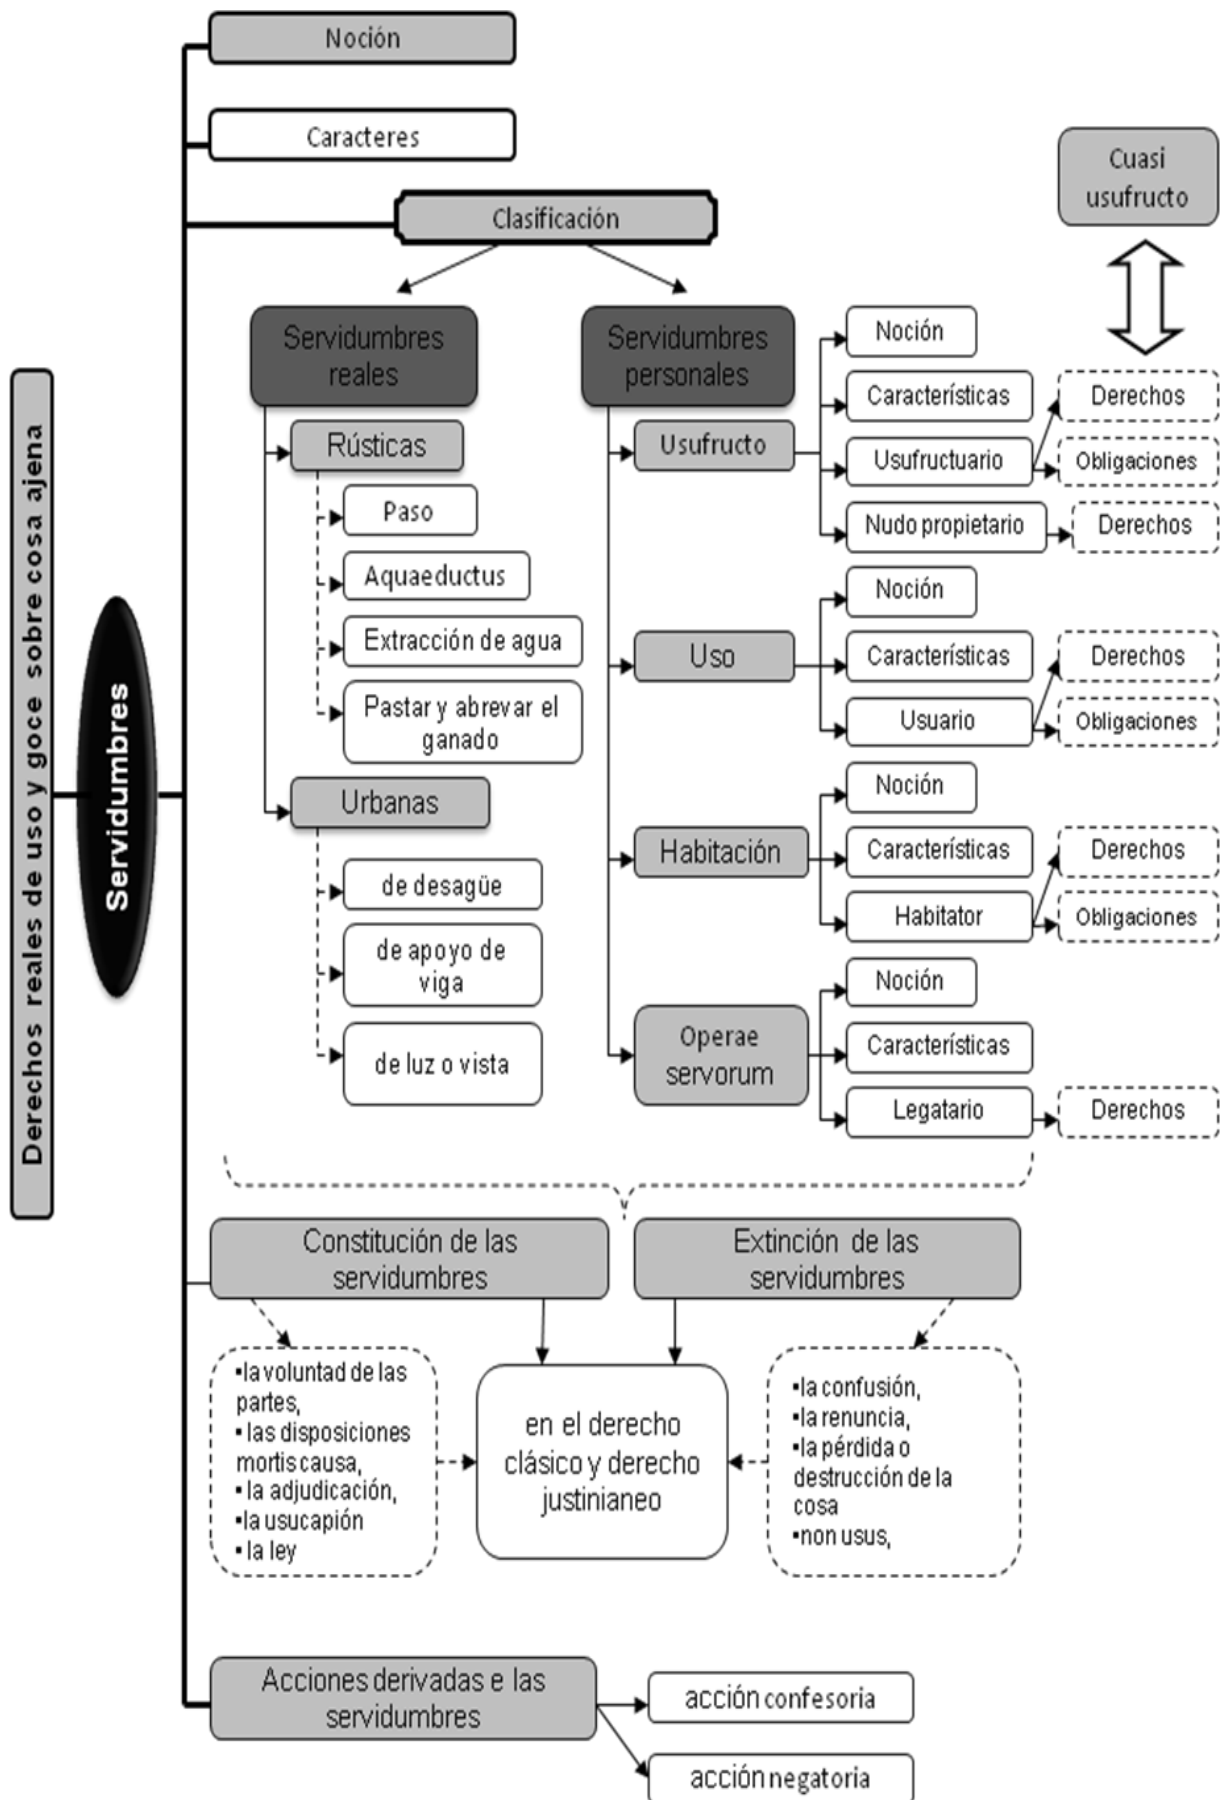 Derechos reales de uso y goce sobre cosa ajena
Servidumbres
Noción
Caracteres
Clasificación
Cuasi
usufructo
Servidumbres
reales
Rústicas
Paso
Aquaeductus
Extracción de agua
Pastar y abrevar el
ganado
Urbanas
de desagüe
de apoyo de
viga
de luz o vista
Servidumbres
personales
Usufructo
Noción
Característícas
Usufructuario
Derechos
Obligaciones
Nudo propietario
Derechos
Uso
Noción
Característícas
Usuario
Derechos
Obligaciones
Habitación
Noción
Característícas
Habitator
Derechos
Obligaciones
Operae
servorum
Noción
Característícas
Legatario
Derechos
Constitución de las
servidumbres
Extinción de las
servidumbres
▪la voluntad de las
partes,
▪ las disposiciones
mortis causa,
▪ la adjudicación,
▪la usucapión
▪ la ley
en el derecho
clásico y derecho
justinianeo
▪la confusión,
▪la renuncia,
▪la pérdida o
destrucción de la
cosa
▪non usus,
Acciones derivadas e las
servidumbres
acción confesoria
acción negatoria